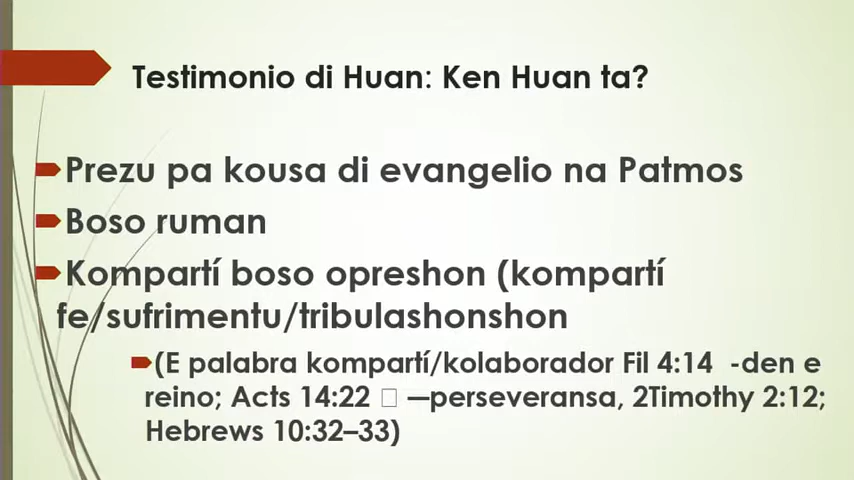 Testimonio di Huan: Ken Huan ta?
Prezu pa kousa di evangelio na Patmos
Boso ruman
Kompartí boso opreshon (kompartí
fe/sufrimentu/tribulashonshon
(E palabra kompartí/kolaborador Fil 4:14 -den e
reino; Acts 14:22 □ —perseveransa, 2Timothy 2:12;
Hebrews 10:32–33)